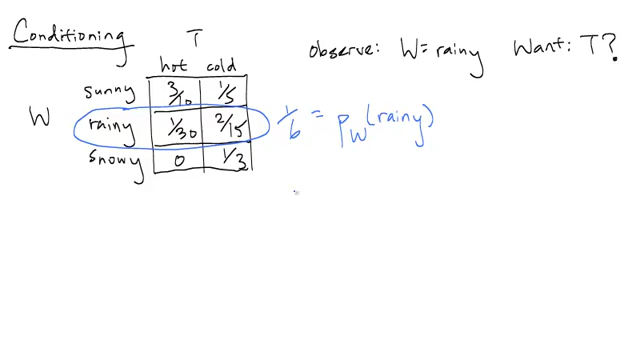 Conditioning
T
observe: W=rainy Want: T?
hot cold
sunny 3/10 1/5
W rainy 1/30 2/15 1/6 = p_W(rainy)
snowy 0 1/3